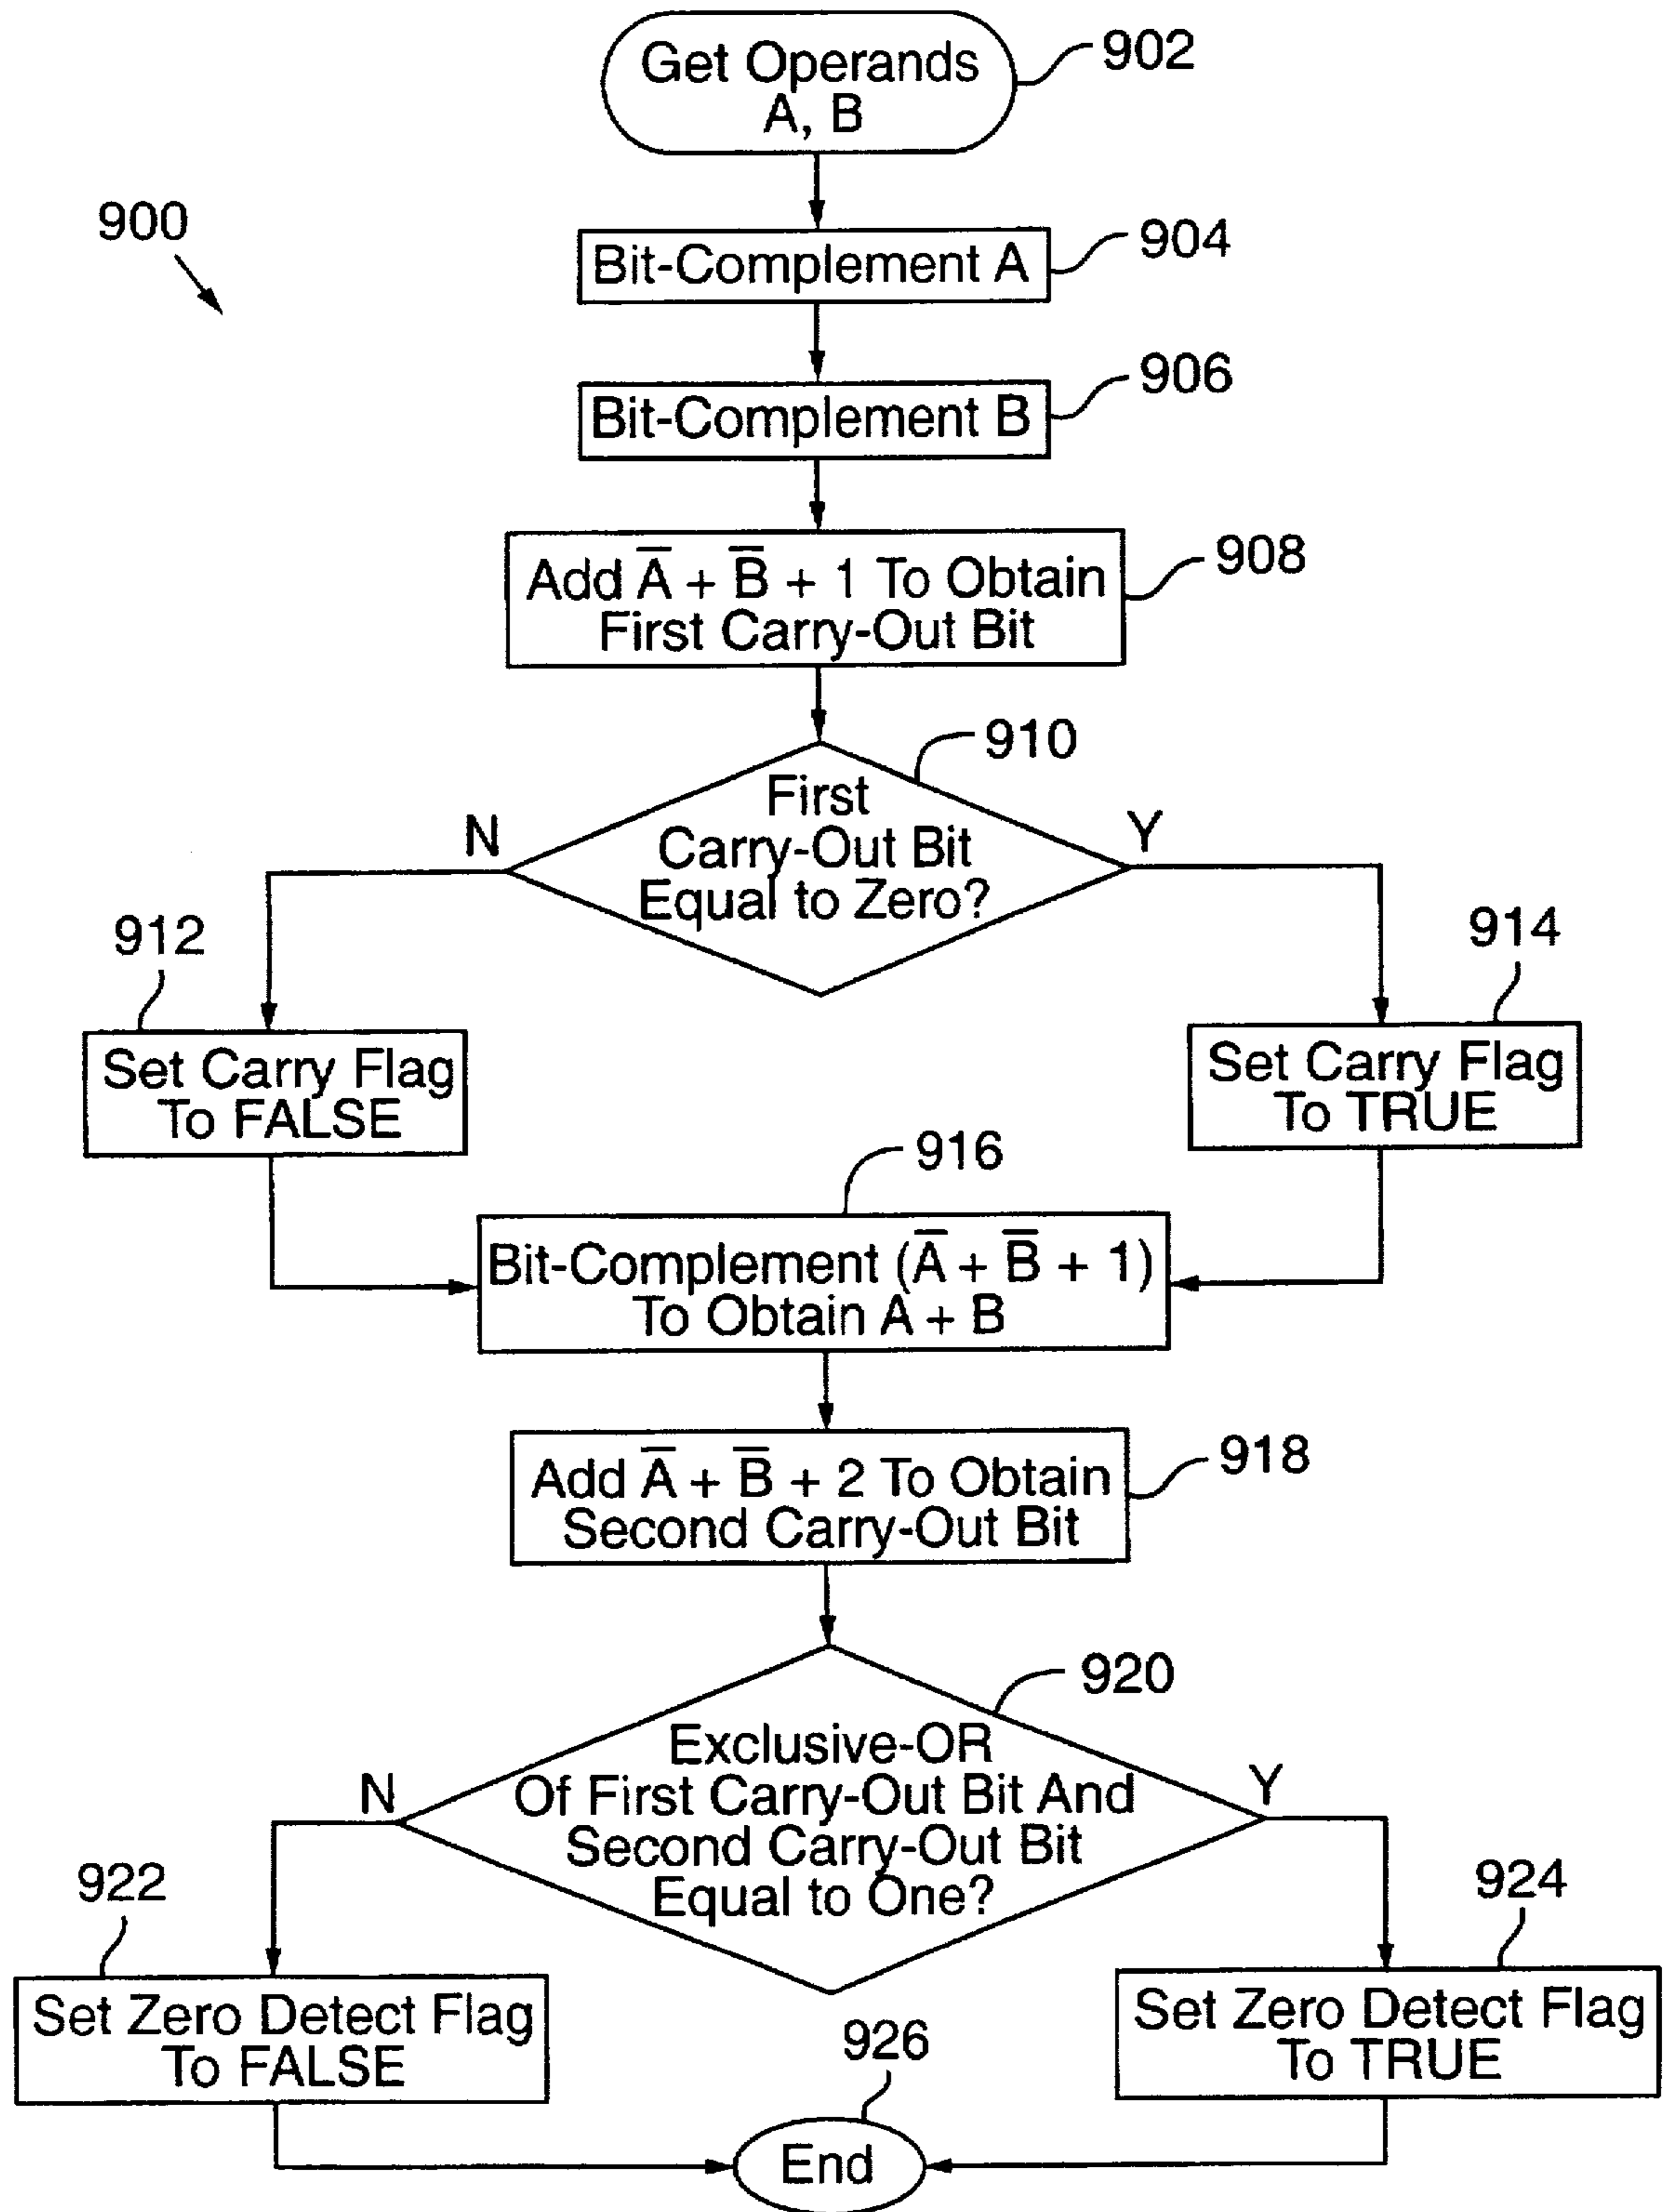 Get Operands
A, B
902
900
Bit-Complement A
904
Bit-Complement B
906
Add A̅ + B̅ + 1 To Obtain
First Carry-Out Bit
908
910
First
Carry-Out Bit
Equal to Zero?
N
Y
912
914
Set Carry Flag
To FALSE
Set Carry Flag
To TRUE
916
Bit-Complement (A̅ + B̅ + 1)
To Obtain A + B
Add A̅ + B̅ + 2 To Obtain
Second Carry-Out Bit
918
920
Exclusive-OR
Of First Carry-Out Bit And
Second Carry-Out Bit
Equal to One?
N
Y
922
924
Set Zero Detect Flag
To FALSE
Set Zero Detect Flag
To TRUE
926
End